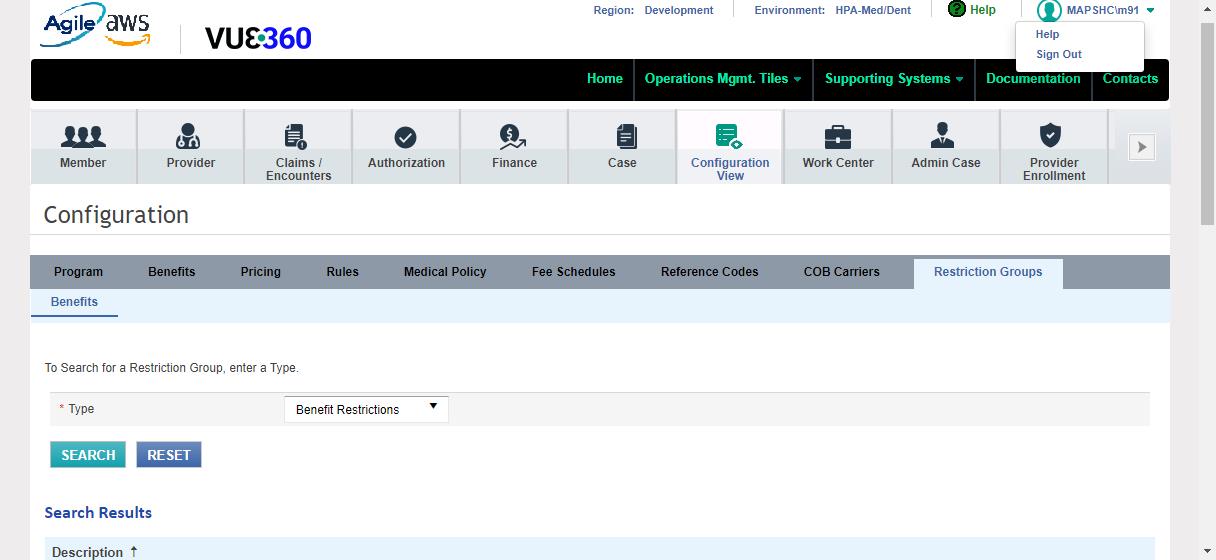 Agile aws
VUE360
Region: Development
Environment: HPA-Med/Dent
? Help
MAPSHC\m91
Help
Sign Out
Home
Operations Mgmt. Tiles
Supporting Systems
Documentation
Contacts
Member
Provider
Claims /
Encounters
Authorization
Finance
Case
Configuration
View
Work Center
Admin Case
Provider
Enrollment
Configuration
Program
Benefits
Pricing
Rules
Medical Policy
Fee Schedules
Reference Codes
COB Carriers
Restriction Groups
Benefits
To Search for a Restriction Group, enter a Type.
* Type
Benefit Restrictions
SEARCH
RESET
Search Results
Description ↑